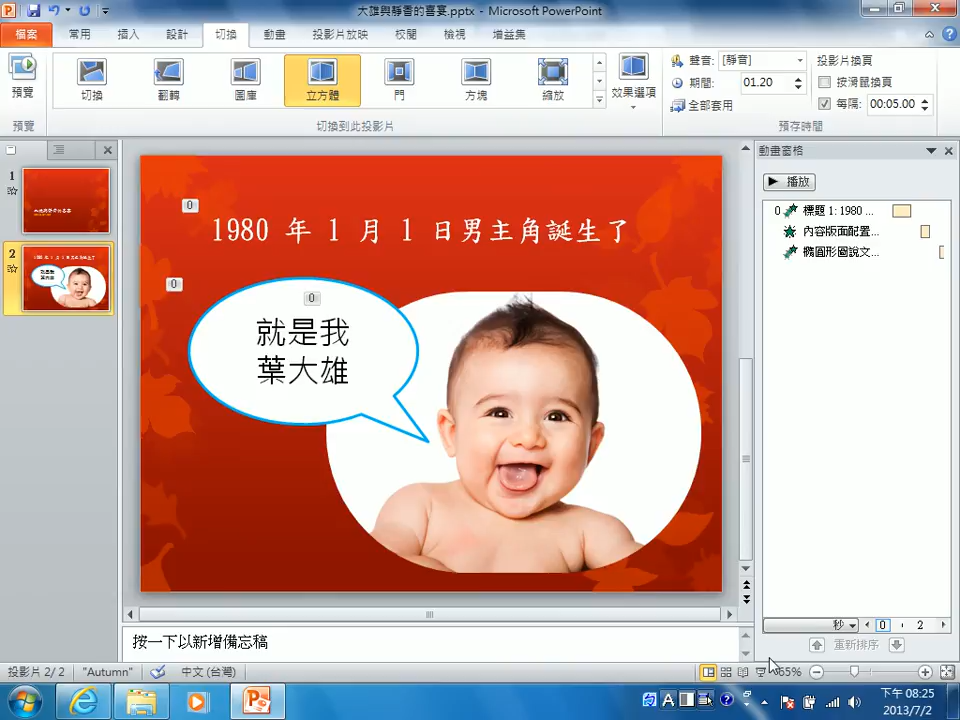 大雄與靜香的喜宴.pptx - Microsoft PowerPoint
檔案 常用 插入 設計 切換 動畫 投影片放映 校閱 檢視 增益集
預覽 切換 翻轉 圖庫 立方體 門 方塊 縮放 效果選項
聲音: [靜音] 投影片換頁
期間: 01.20 按滑鼠換頁
全部套用 每隔: 00:05.00
預覽 切換到此投影片 預存時間
動畫窗格
播放
0 標題 1: 1980 ...
內容版面配置...
橢圓形圖說文...
1
2
0
1980 年 1 月 1 日男主角誕生了
0
0
就是我
葉大雄
秒 0 2
重新排序
按一下以新增備忘稿
投影片 2/ 2 "Autumn" 中文 (台灣) 65%
下午 08:25
2013/7/2